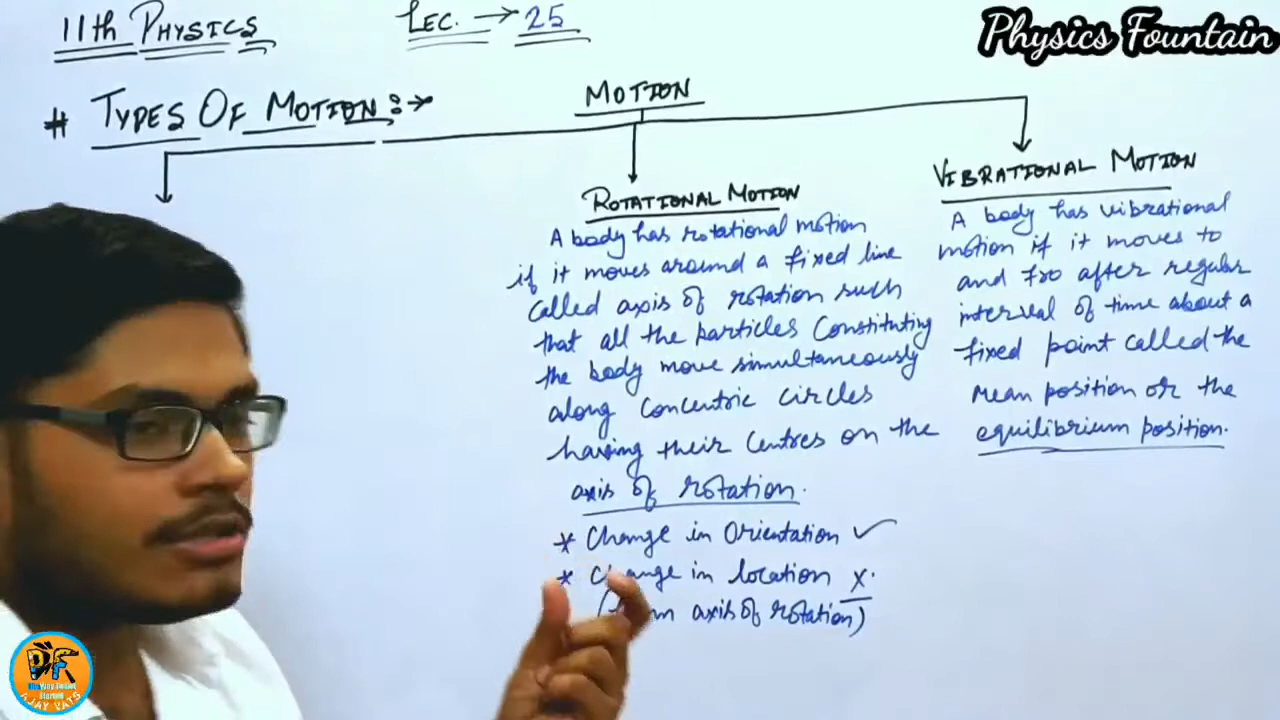 11th PHYSICS
LEC. → 25
Physics Fountain
# TYPES OF MOTION :→
MOTION
ROTATIONAL MOTION
A body has rotational motion
if it moves around a fixed line
called axis of rotation such
that all the particles Constituting
the body move simultaneously
along concentric circles
having their centres on the
axis of rotation.
* Change in Orientation ✓
* Change in location X.
axis of rotation)
VIBRATIONAL MOTION
A body has vibrational
motion if it moves to
and fro after regular
interval of time about a
fixed point called the
mean position or the
equilibrium position.
PF
AJAY VATS